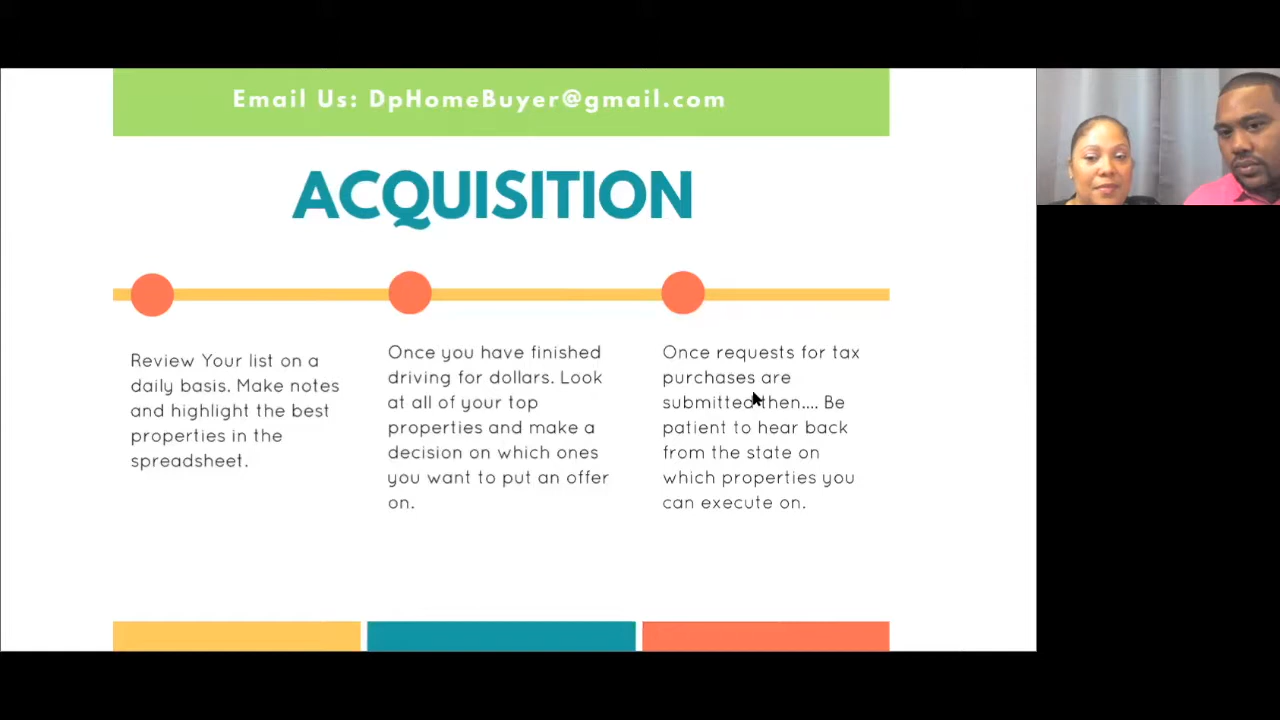 Email Us: DpHomeBuyer@gmail.com
ACQUISITION
Review Your list on a
daily basis. Make notes
and highlight the best
properties in the
spreadsheet.
Once you have finished
driving for dollars. Look
at all of your top
properties and make a
decision on which ones
you want to put an offer
on.
Once requests for tax
purchases are
submitted then.... Be
patient to hear back
from the state on
which properties you
can execute on.